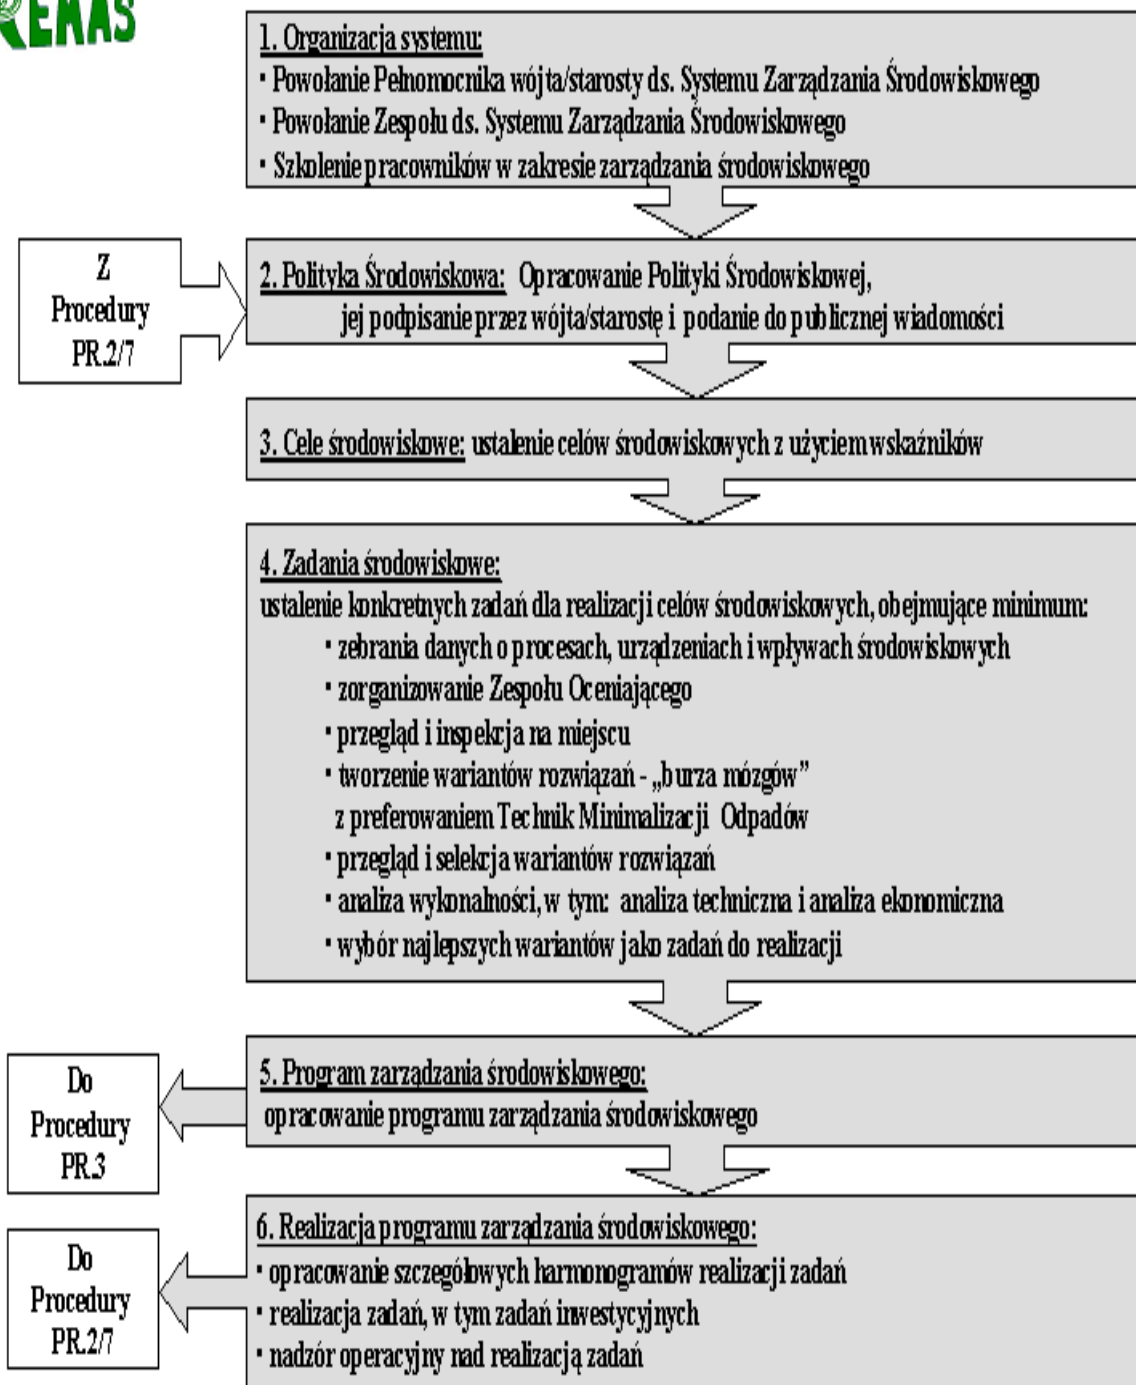 EMAS
1. Organizacja systemu:
· Powołanie Pełnomocnika wójta/starosty ds. Systemu Zarządzania Środowiskowego
· Powołanie Zespołu ds. Systemu Zarządzania Środowiskowego
· Szkolenie pracowników w zakresie zarządzania środowiskowego
Z
Procedury
PR.2/7
2. Polityka Środowiskowa: Opracowanie Polityki Środowiskowej,
jej podpisanie przez wójta/starostę i podanie do publicznej wiadomości
3. Cele środowiskowe: ustalenie celów środowiskowych z użyciem wskaźników
4. Zadania środowiskowe:
ustalenie konkretnych zadań dla realizacji celów środowiskowych, obejmujące minimum:
· zebrania danych o procesach, urządzeniach i wpływach środowiskowych
· zorganizowanie Zespołu Oceniającego
· przegląd i inspekcja na miejscu
· tworzenie wariantów rozwiązań - „burza mózgów”
z preferowaniem Technik Minimalizacji Odpadów
· przegląd i selekcja wariantów rozwiązań
· analiza wykonalności, w tym: analiza techniczna i analiza ekonomiczna
· wybór najlepszych wariantów jako zadań do realizacji
5. Program zarządzania środowiskowego:
opracowanie programu zarządzania środowiskowego
Do
Procedury
PR.3
6. Realizacja programu zarządzania środowiskowego:
· opracowanie szczegółowych harmonogramów realizacji zadań
· realizacja zadań, w tym zadań inwestycyjnych
· nadzór operacyjny nad realizacją zadań
Do
Procedury
PR.2/7